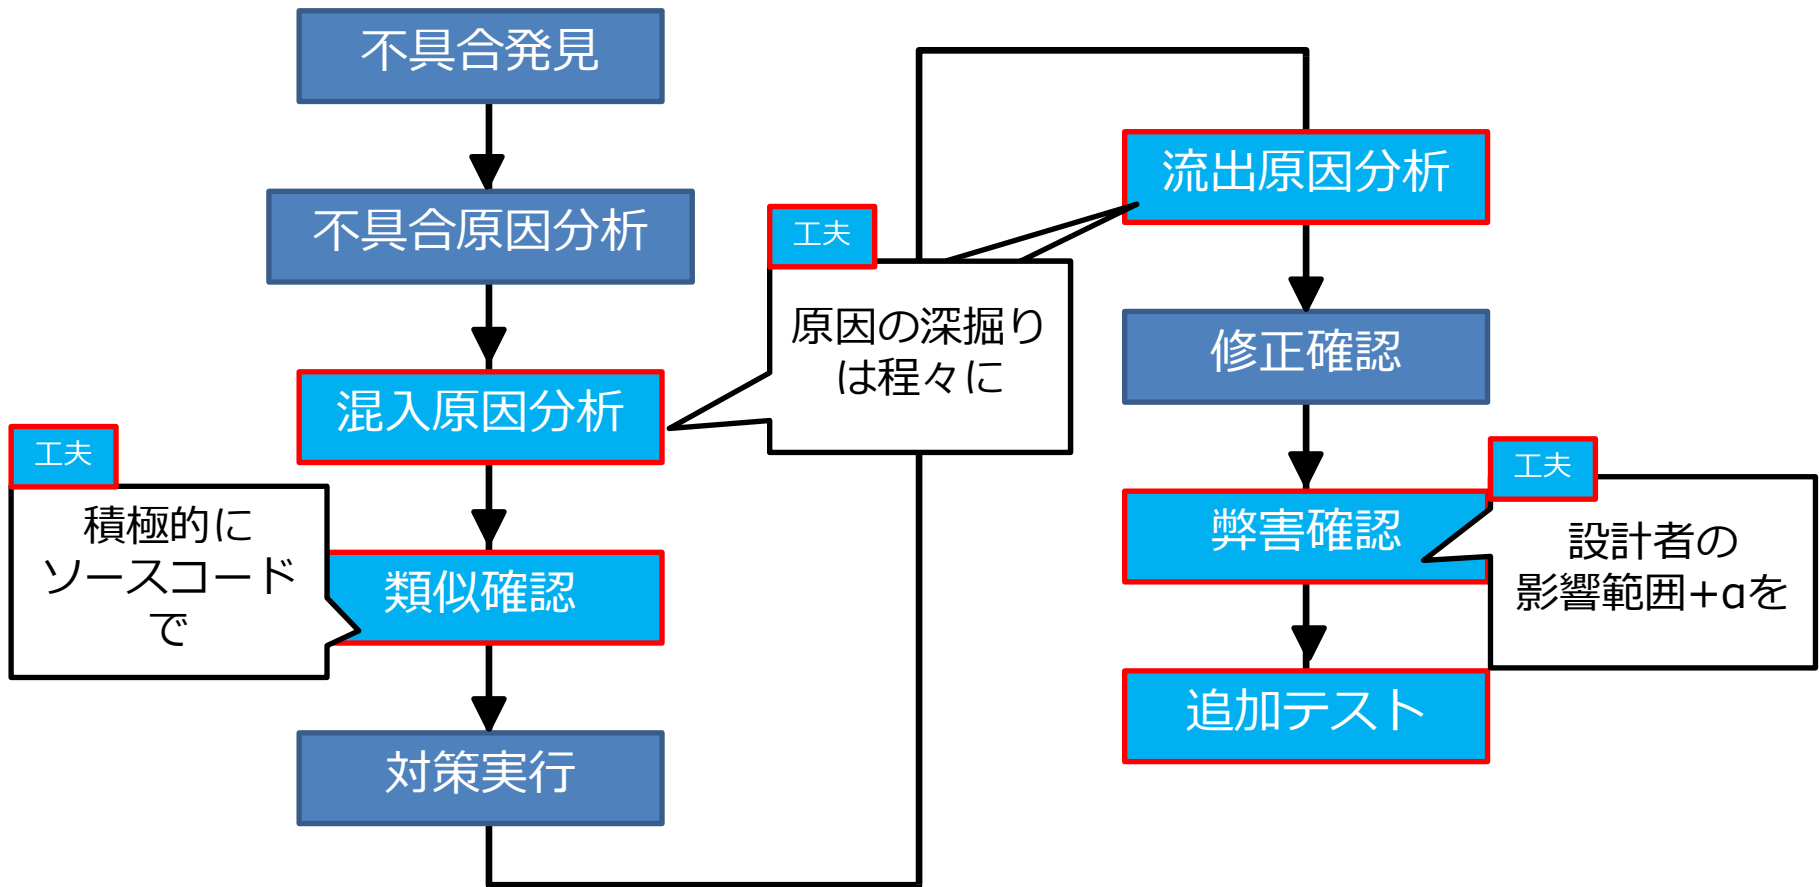 不具合発見
不具合原因分析
混入原因分析
工夫
積極的に
ソースコード
で
類似確認
対策実行
工夫
原因の深掘り
は程々に
流出原因分析
修正確認
弊害確認
工夫
設計者の
影響範囲+αを
追加テスト